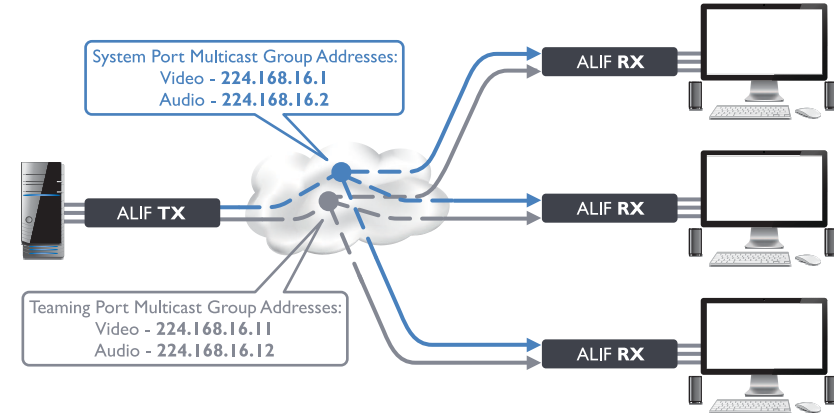 System Port Multicast Group Addresses:
Video - 224.168.16.1
Audio - 224.168.16.2
ALIF RX
ALIF TX
ALIF RX
Teaming Port Multicast Group Addresses:
Video - 224.168.16.11
Audio - 224.168.16.12
ALIF RX